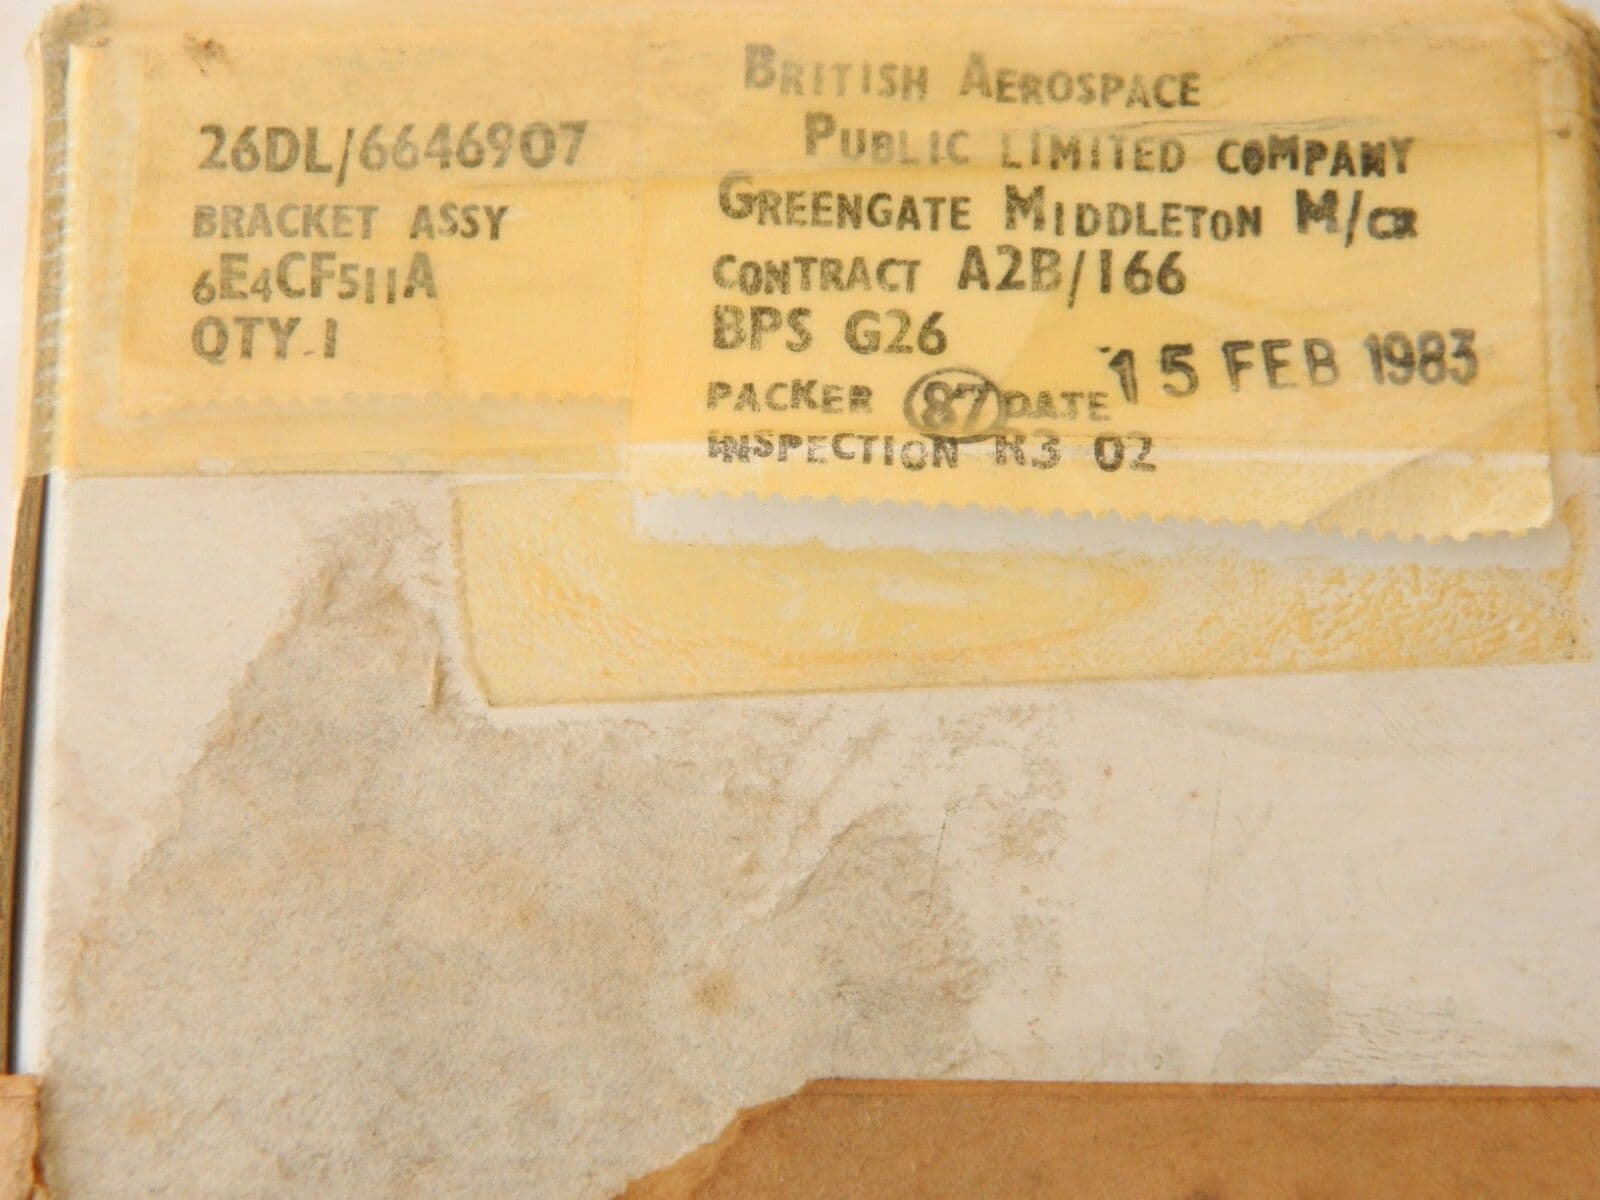 26DL/6646907
BRACKET ASSY
6E4CF511A
QTY 1
BRITISH AEROSPACE
PUBLIC LIMITED COMPANY
GREENGATE MIDDLETON M/CR
CONTRACT A2B/166
BPS G26
PACKER 87 DATE 15 FEB 1983
INSPECTION R3 02